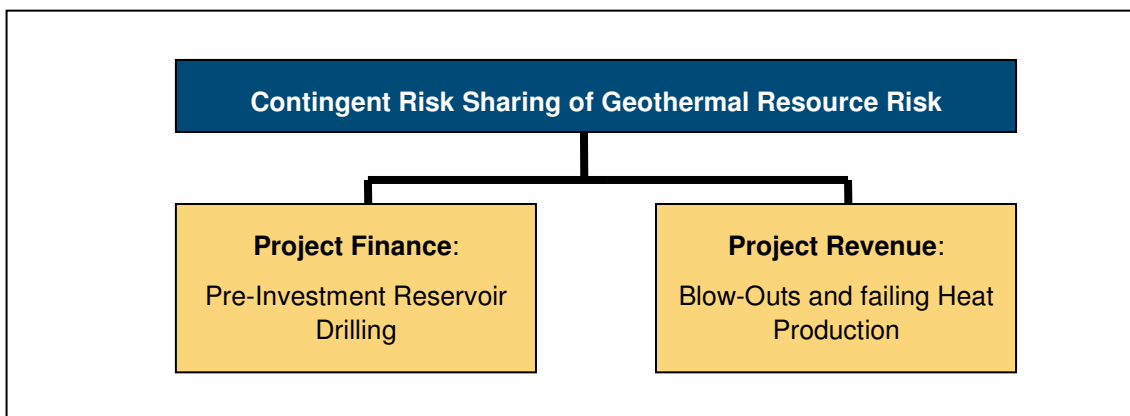 Contingent Risk Sharing of Geothermal Resource Risk
Project Finance:
Pre-Investment Reservoir
Drilling
Project Revenue:
Blow-Outs and failing Heat
Production